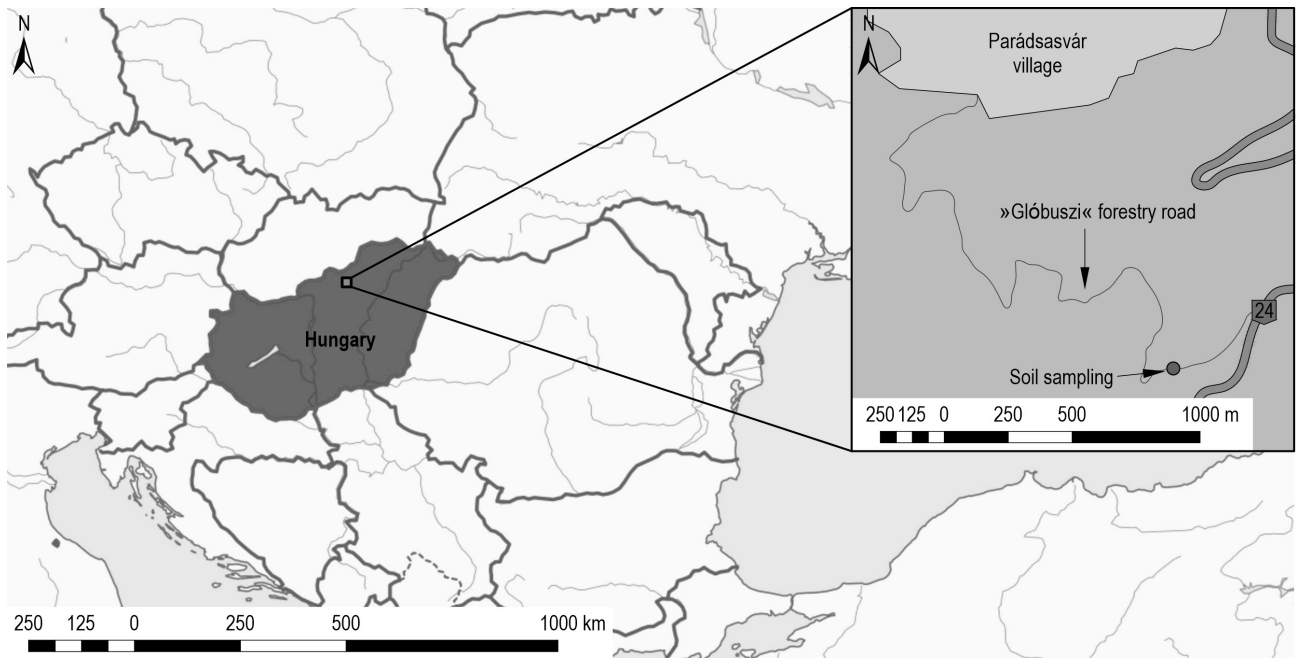 N
N
Parádsasvár
village
»Glóbuszi« forestry road
24
Hungary
Soil sampling
250 125 0 250 500 1000 m
250 125 0 250 500 1000 km